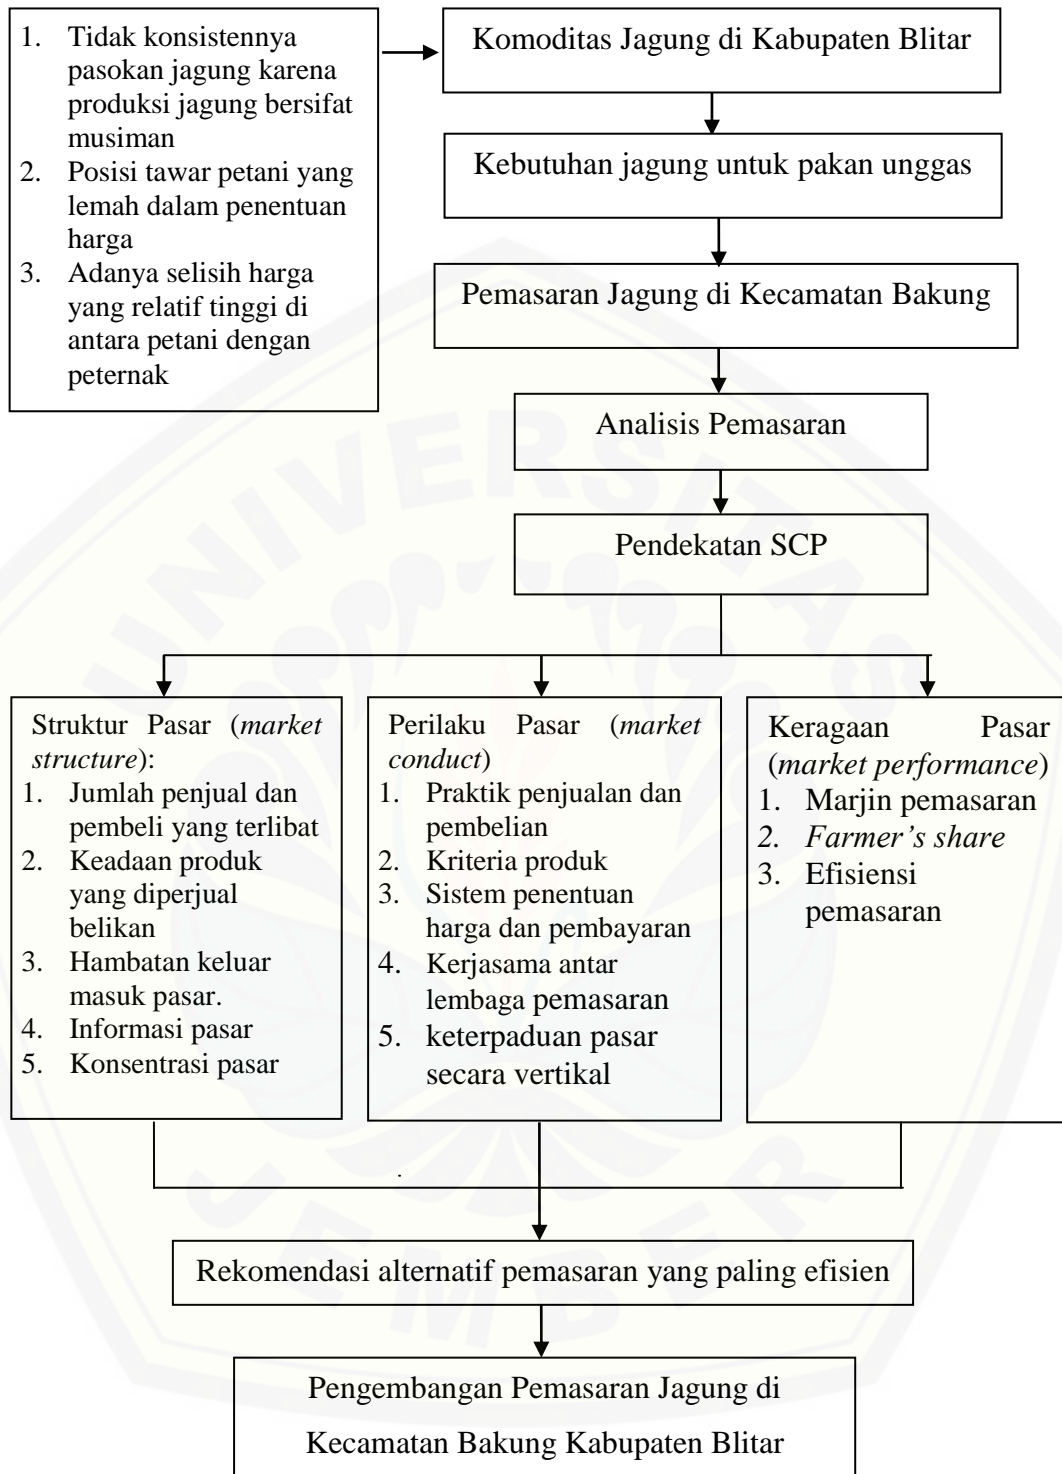 1. Tidak konsistennya
pasokan jagung karena
produksi jagung bersifat
musiman
2. Posisi tawar petani yang
lemah dalam penentuan
harga
3. Adanya selisih harga
yang relatif tinggi di
antara petani dengan
peternak
Komoditas Jagung di Kabupaten Blitar
Kebutuhan jagung untuk pakan unggas
Pemasaran Jagung di Kecamatan Bakung
Analisis Pemasaran
Pendekatan SCP
Struktur Pasar (market
structure):
1. Jumlah penjual dan
pembeli yang terlibat
2. Keadaan produk
yang diperjual
belikan
3. Hambatan keluar
masuk pasar.
4. Informasi pasar
5. Konsentrasi pasar
Perilaku Pasar (market
conduct)
1. Praktik penjualan dan
pembelian
2. Kriteria produk
3. Sistem penentuan
harga dan pembayaran
4. Kerjasama antar
lembaga pemasaran
5. keterpaduan pasar
secara vertikal
Keragaan Pasar
(market performance)
1. Marjin pemasaran
2. Farmer’s share
3. Efisiensi
pemasaran
.
Rekomendasi alternatif pemasaran yang paling efisien
Pengembangan Pemasaran Jagung di
Kecamatan Bakung Kabupaten Blitar
UNIVERSITAS
JEMBER